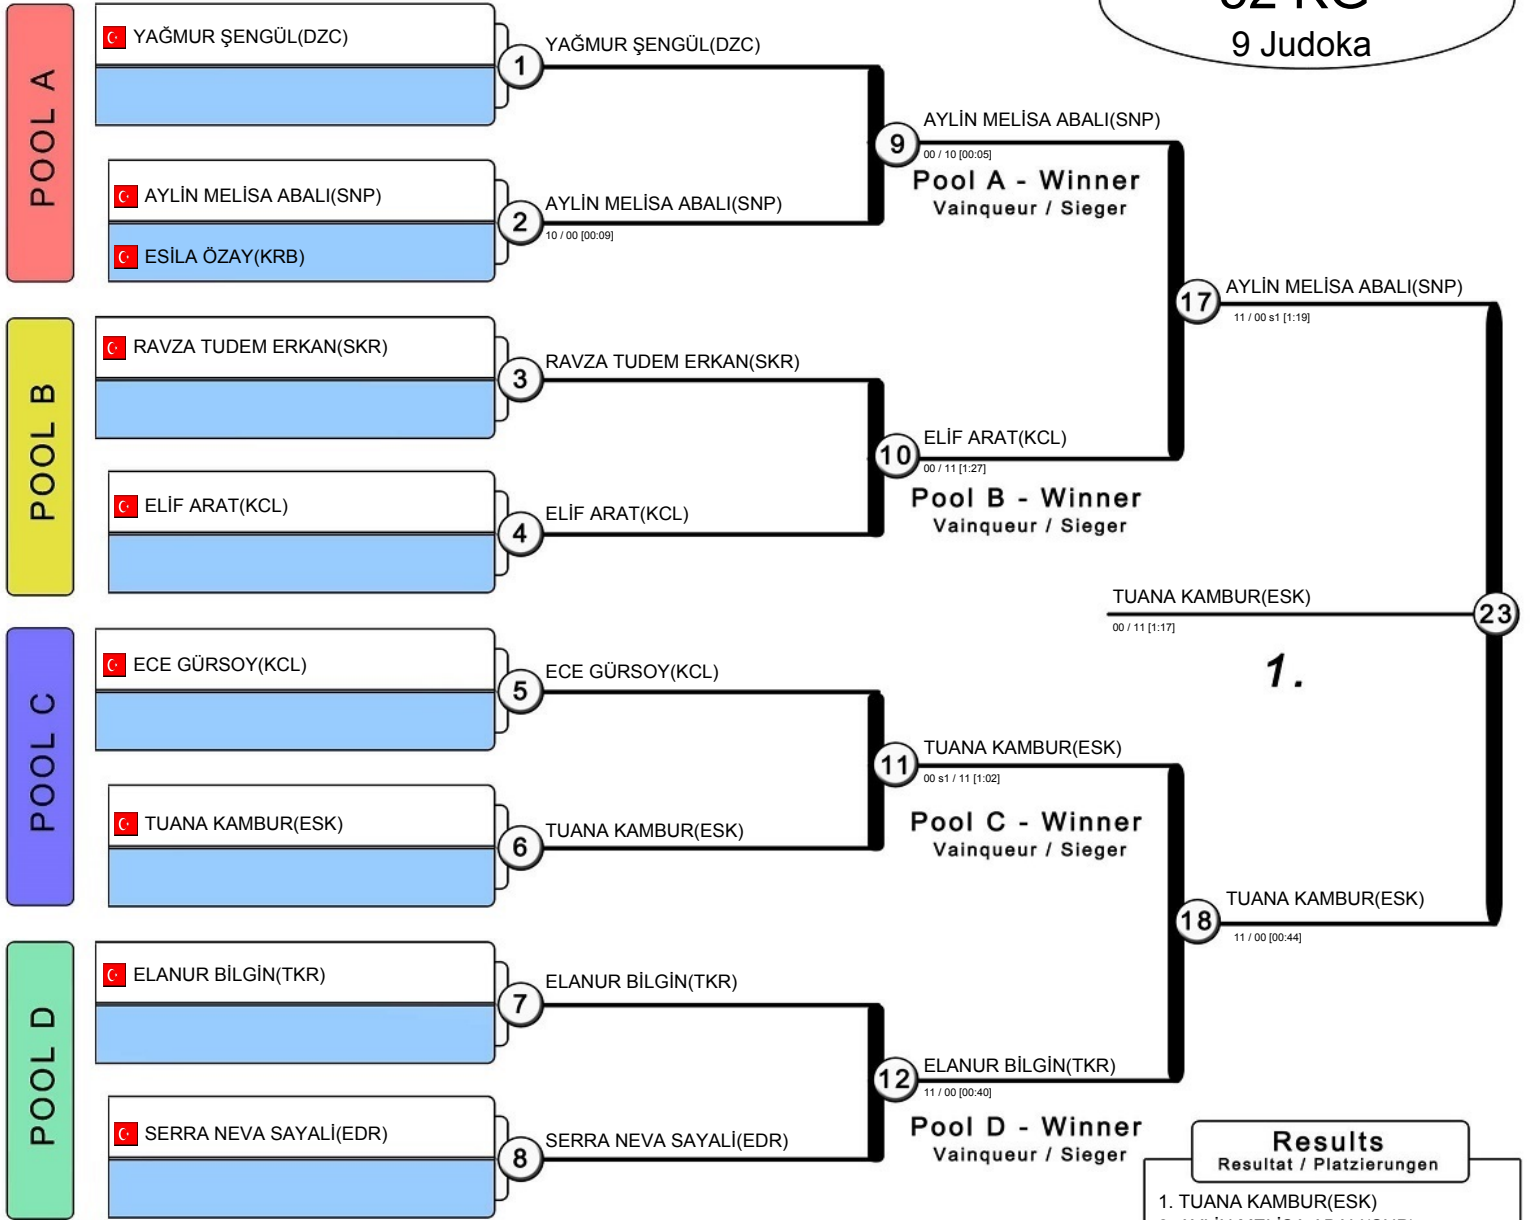 9 Judoka
POOL A
YAĞMUR ŞENGÜL(DZC)
1
YAĞMUR ŞENGÜL(DZC)
AYLİN MELİSA ABALI(SNP)
ESİLA ÖZAY(KRB)
2
AYLİN MELİSA ABALI(SNP)
10 / 00 [00:09]
9
AYLİN MELİSA ABALI(SNP)
00 / 10 [00:05]
Pool A - Winner
Vainqueur / Sieger
POOL B
RAVZA TUDEM ERKAN(SKR)
3
RAVZA TUDEM ERKAN(SKR)
ELİF ARAT(KCL)
4
ELİF ARAT(KCL)
10
ELİF ARAT(KCL)
00 / 11 [1:27]
Pool B - Winner
Vainqueur / Sieger
17
AYLİN MELİSA ABALI(SNP)
11 / 00 s1 [1:19]
POOL C
ECE GÜRSOY(KCL)
5
ECE GÜRSOY(KCL)
TUANA KAMBUR(ESK)
6
TUANA KAMBUR(ESK)
11
TUANA KAMBUR(ESK)
00 s1 / 11 [1:02]
Pool C - Winner
Vainqueur / Sieger
POOL D
ELANUR BİLGİN(TKR)
7
ELANUR BİLGİN(TKR)
SERRA NEVA SAYALİ(EDR)
8
SERRA NEVA SAYALİ(EDR)
12
ELANUR BİLGİN(TKR)
11 / 00 [00:40]
Pool D - Winner
Vainqueur / Sieger
18
TUANA KAMBUR(ESK)
11 / 00 [00:44]
23
TUANA KAMBUR(ESK)
00 / 11 [1:17]
1.
Results
Resultat / Platzierungen
1. TUANA KAMBUR(ESK)